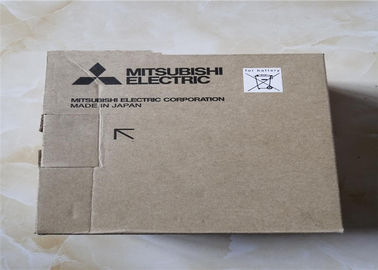 MITSUBISHI
ELECTRIC
MITSUBISHI ELECTRIC CORPORATION
MADE IN JAPAN
for battery